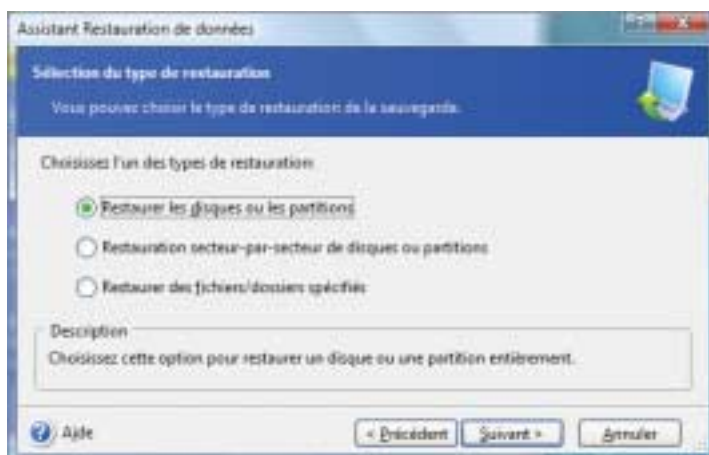 Assistant Restauration de données
Sélection du type de restauration
Vous pouvez choisir le type de restauration de la sauvegarde.
Choisissez l'un des types de restauration
Restaurer les disques ou les partitions
Restauration secteur-par-secteur de disques ou partitions
Restaurer des fichiers/dossiers spécifiés
Description
Choisissez cette option pour restaurer un disque ou une partition entièrement.
Aide
< Précédent
Suivant >
Annuler